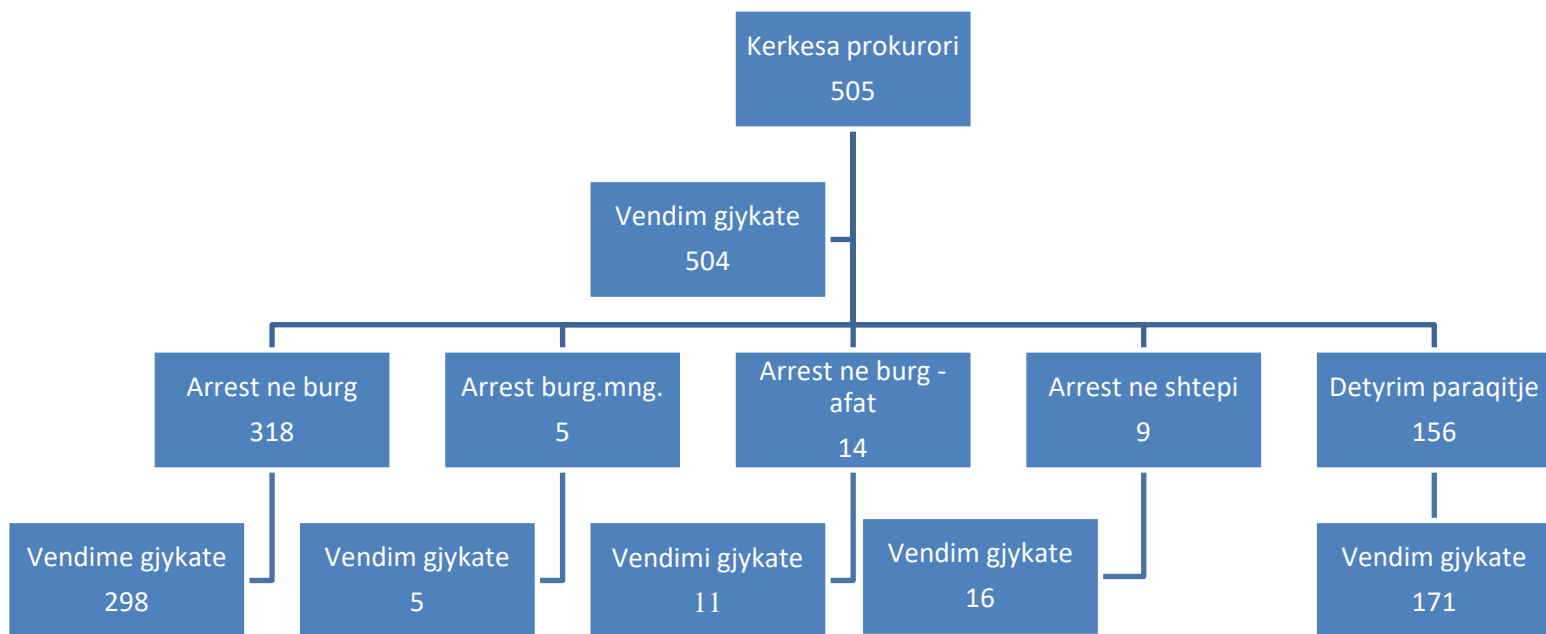 Kerkesa prokurori
505
Vendim gjykate
504
Arrest ne burg
318
Arrest burg.mng.
5
Arrest ne burg -
afat
14
Arrest ne shtepi
9
Detyrim paraqitje
156
Vendime gjykate
298
Vendim gjykate
5
Vendimi gjykate
11
Vendim gjykate
16
Vendim gjykate
171